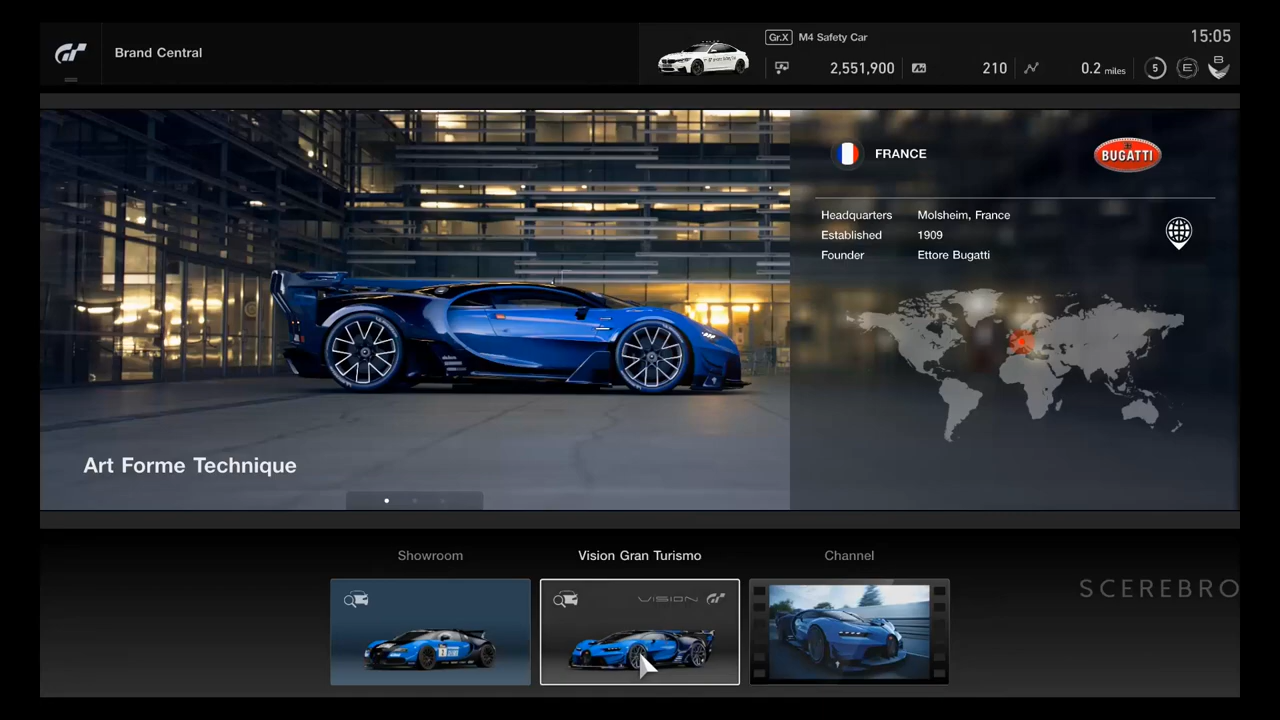 Brand Central
Gr.X M4 Safety Car
15:05
2,551,900
210
0.2 miles
5
E
B
FRANCE
BUGATTI
Headquarters Molsheim, France
Established 1909
Founder Ettore Bugatti
Art Forme Technique
Showroom
Vision Gran Turismo
Channel
VISION GT
SCEREBRO